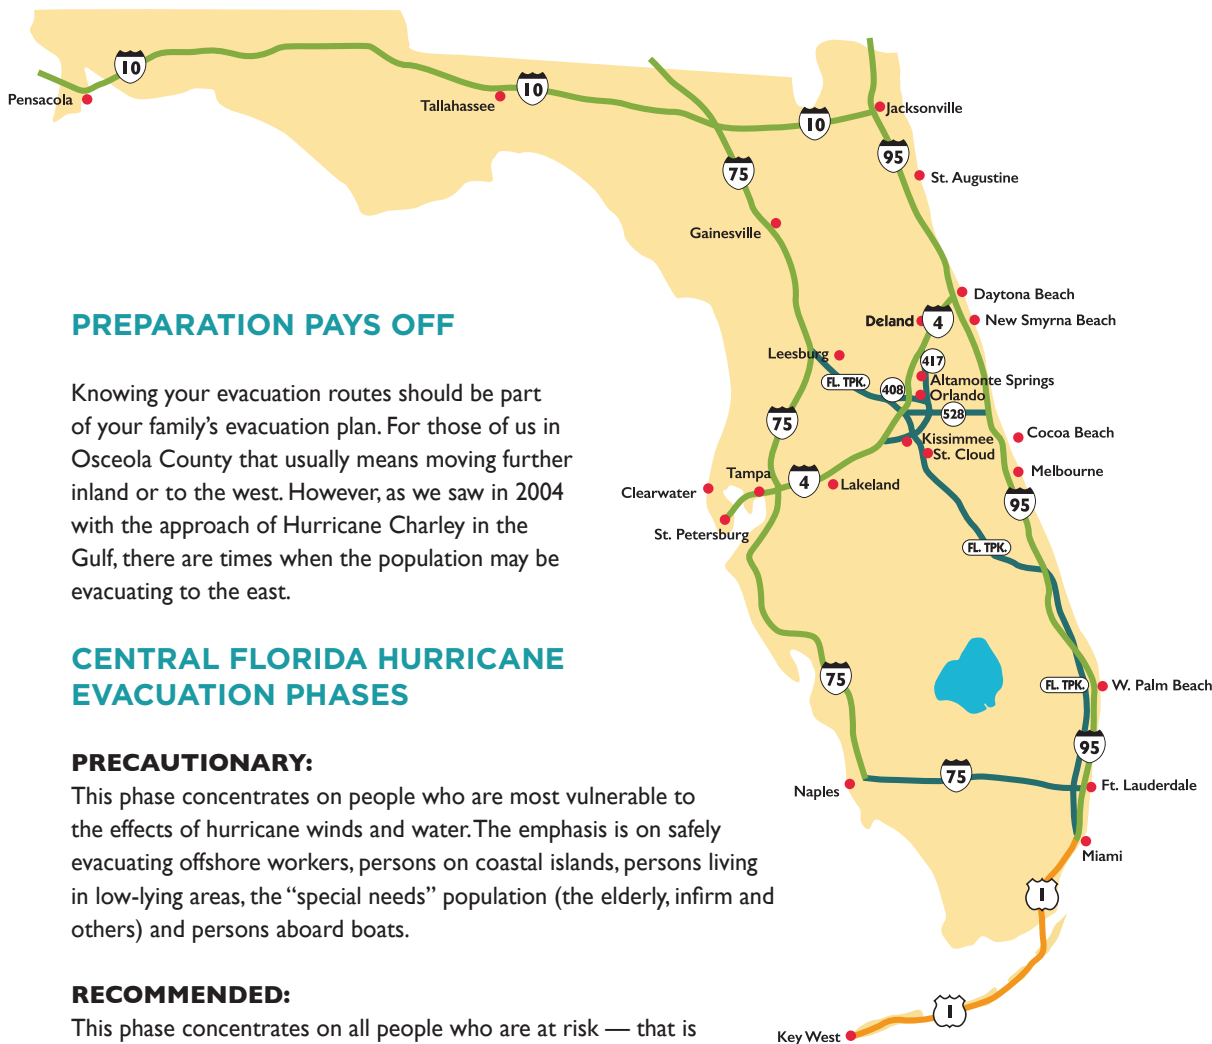 10
Pensacola
Tallahassee
10
10
Jacksonville
95
75
St. Augustine
Gainesville
Daytona Beach
Deland
4
New Smyrna Beach
Leesburg
417
FL. TPK.
408
Altamonte Springs
Orlando
528
75
Kissimmee
St. Cloud
Cocoa Beach
Tampa
4
Lakeland
Melbourne
Clearwater
95
St. Petersburg
FL. TPK.
75
FL. TPK.
W. Palm Beach
95
75
Naples
Ft. Lauderdale
Miami
1
1
Key West
PREPARATION PAYS OFF
Knowing your evacuation routes should be part
of your family’s evacuation plan. For those of us in
Osceola County that usually means moving further
inland or to the west. However, as we saw in 2004
with the approach of Hurricane Charley in the
Gulf, there are times when the population may be
evacuating to the east.
CENTRAL FLORIDA HURRICANE
EVACUATION PHASES
PRECAUTIONARY:
This phase concentrates on people who are most vulnerable to
the effects of hurricane winds and water. The emphasis is on safely
evacuating offshore workers, persons on coastal islands, persons living
in low-lying areas, the “special needs” population (the elderly, infirm and
others) and persons aboard boats.
RECOMMENDED:
This phase concentrates on all people who are at risk — that is